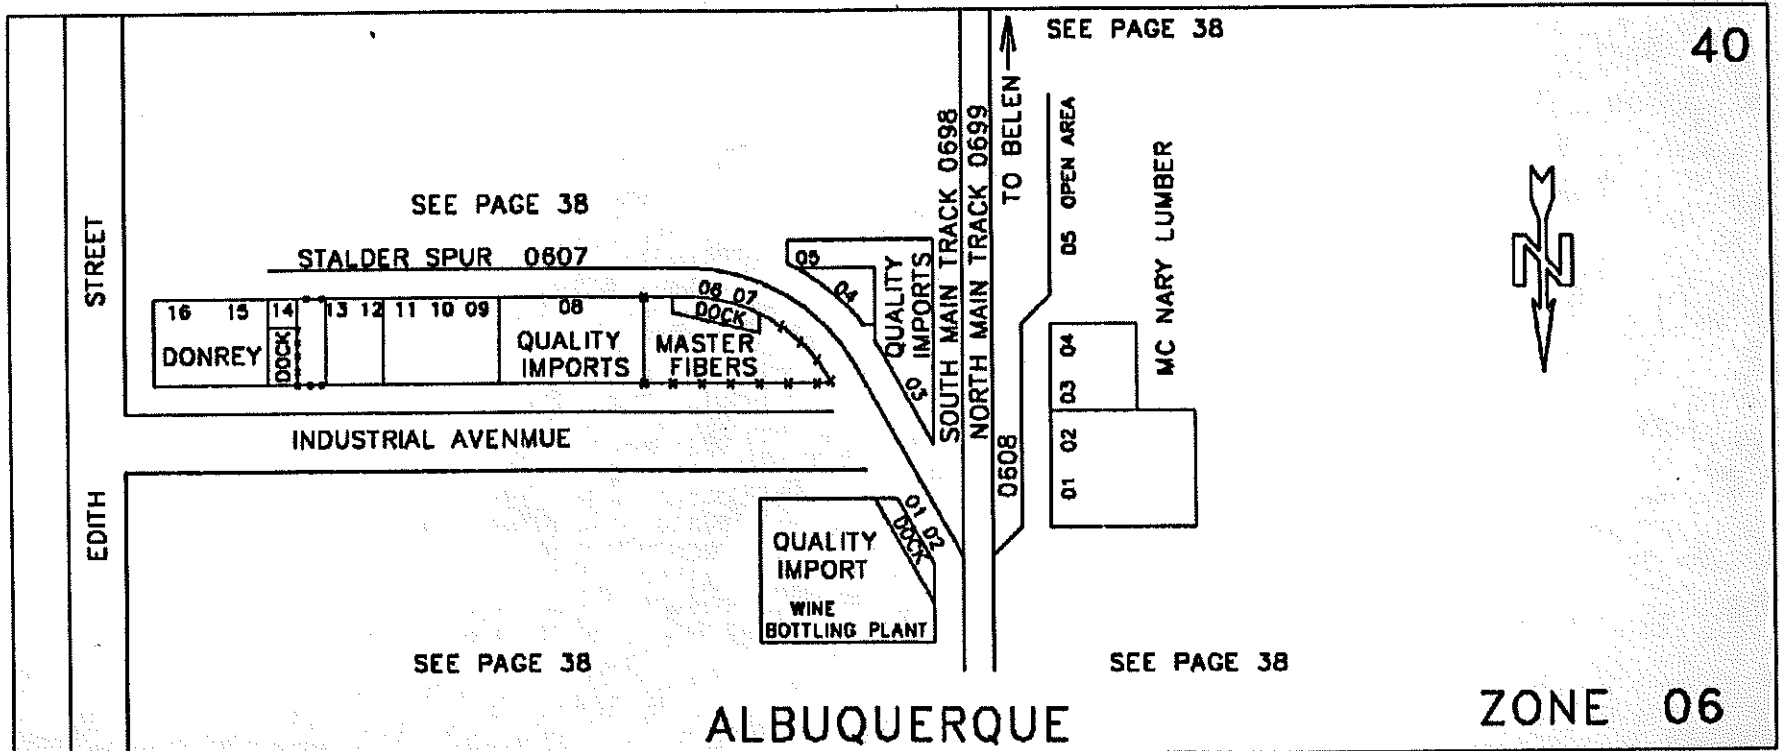 SEE PAGE 38
40
SEE PAGE 38
STALDER SPUR 0607
STREET
EDITH
16 15 14 13 12 11 10 09 08
DONREY
DOCK
QUALITY
IMPORTS
06 07
DOCK
MASTER
FIBERS
05
04
03
QUALITY
IMPORTS
SOUTH MAIN TRACK 0698
NORTH MAIN TRACK 0699
TO BELEN
0608
05 OPEN AREA
MC NARY LUMBER
04
03
02
01
N
INDUSTRIAL AVENMUE
01 02
DOCK
QUALITY
IMPORT
WINE
BOTTLING PLANT
SEE PAGE 38
SEE PAGE 38
ALBUQUERQUE
ZONE 06